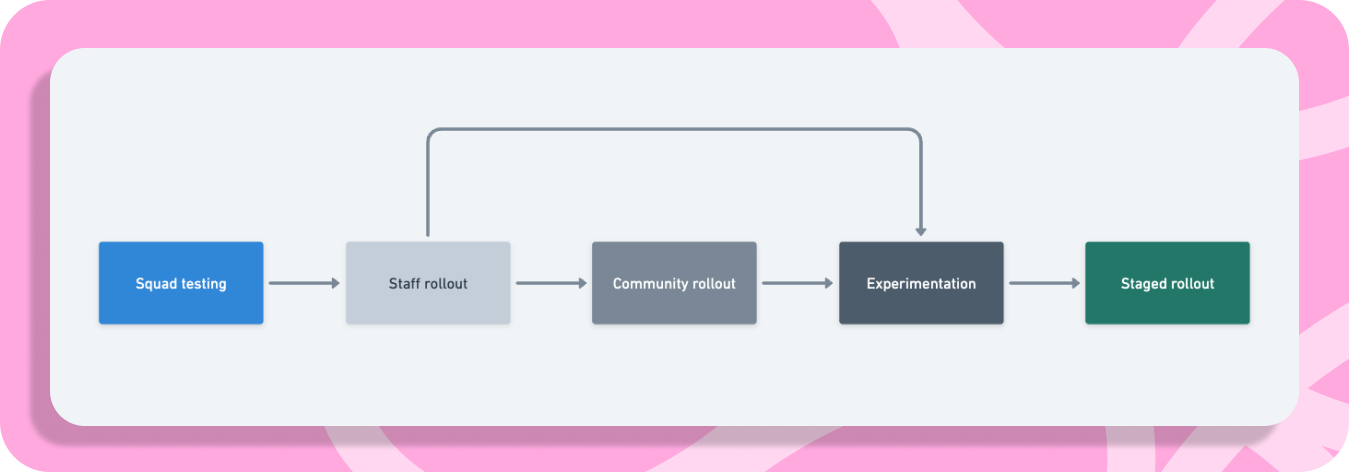 Squad testing
Staff rollout
Community rollout
Experimentation
Staged rollout